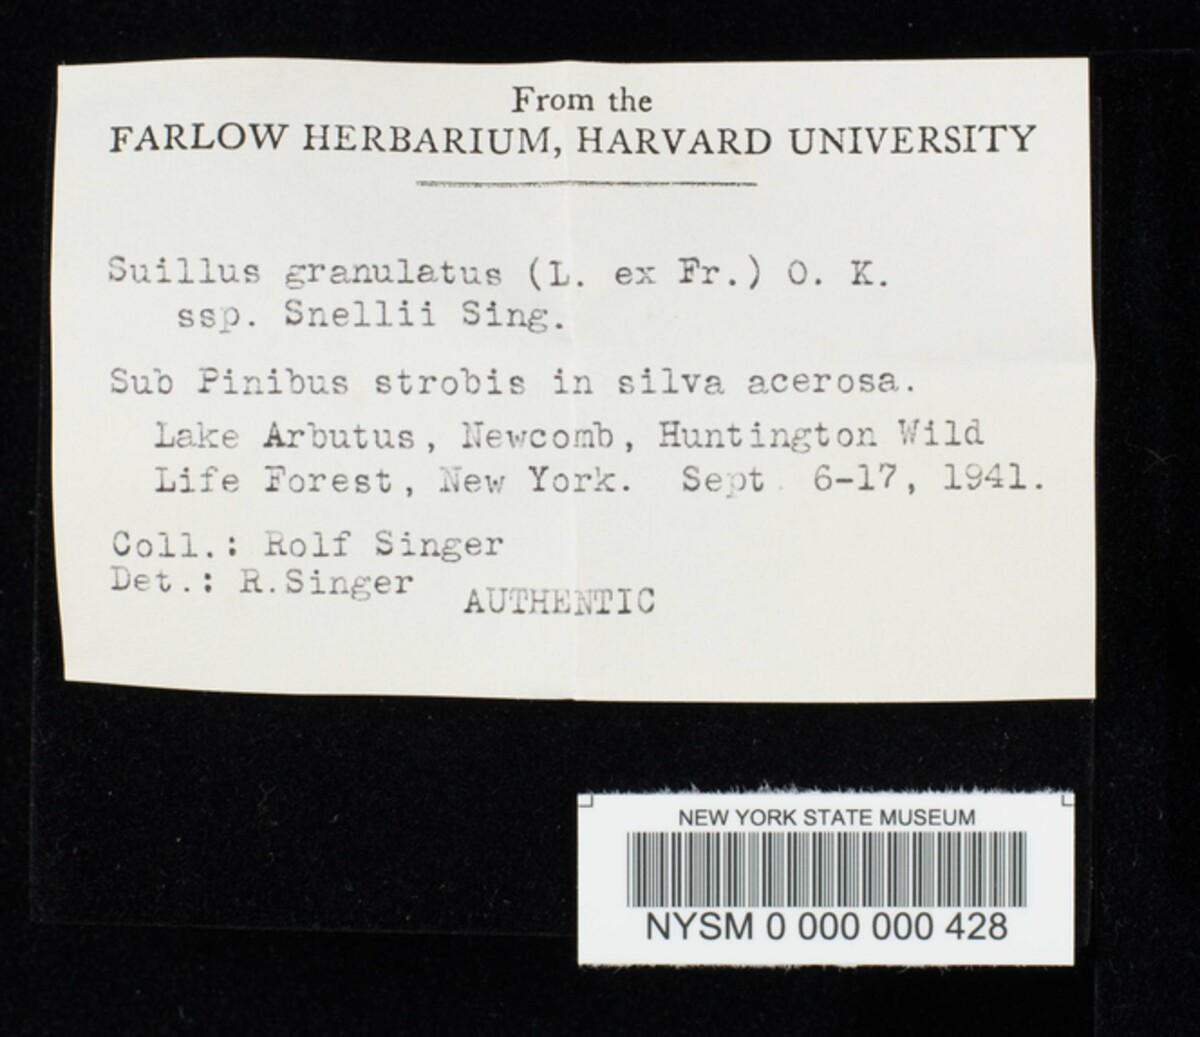 From the
FARLOW HERBARIUM, HARVARD UNIVERSITY
Suillus granulatus (L. ex Fr.) O. K.
ssp. Snellii Sing.
Sub Pinibus strobis in silva acerosa.
Lake Arbutus, Newcomb, Huntington Wild
Life Forest, New York. Sept. 6-17, 1941.
Coll.: Rolf Singer
Det.: R.Singer
AUTHENTIC
NEW YORK STATE MUSEUM
NYSM 0 000 000 428